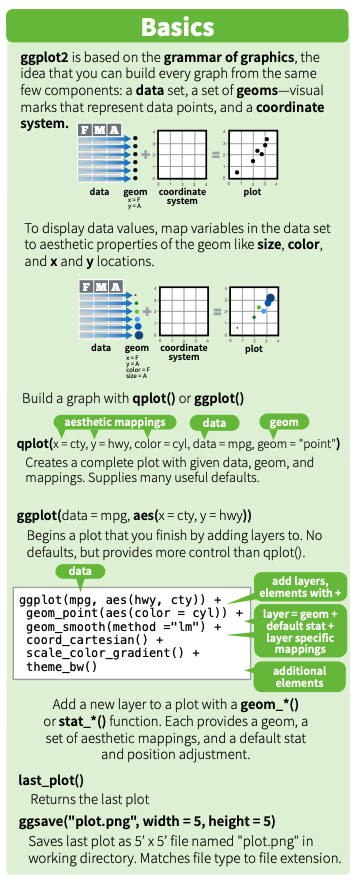 Basics
ggplot2 is based on the grammar of graphics, the
idea that you can build every graph from the same
few components: a data set, a set of geoms—visual
marks that represent data points, and a coordinate
system.
F M A
data geom coordinate system plot
x = F
y = A
To display data values, map variables in the data set
to aesthetic properties of the geom like size, color,
and x and y locations.
F M A
data geom coordinate system plot
x = F
y = A
color = F
size = A
Build a graph with qplot() or ggplot()
aesthetic mappings data geom
qplot(x = cty, y = hwy, color = cyl, data = mpg, geom = "point")
Creates a complete plot with given data, geom, and
mappings. Supplies many useful defaults.
ggplot(data = mpg, aes(x = cty, y = hwy))
Begins a plot that you finish by adding layers to. No
defaults, but provides more control than qplot().
data
ggplot(mpg, aes(hwy, cty)) +
geom_point(aes(color = cyl)) +
geom_smooth(method ="lm") +
coord_cartesian() +
scale_color_gradient() +
theme_bw()
add layers,
elements with +
layer = geom +
default stat +
layer specific
mappings
additional
elements
Add a new layer to a plot with a geom_*()
or stat_*() function. Each provides a geom, a
set of aesthetic mappings, and a default stat
and position adjustment.
last_plot()
Returns the last plot
ggsave("plot.png", width = 5, height = 5)
Saves last plot as 5’ x 5’ file named "plot.png" in
working directory. Matches file type to file extension.